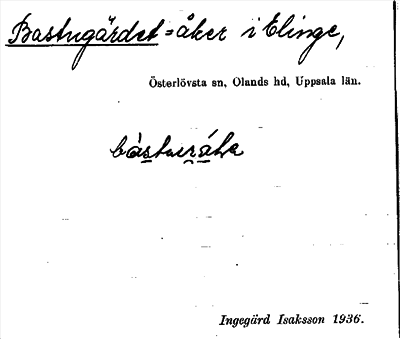 Bastugärdet = åker i Elinge,
Österlövsta sn, Olands hd, Uppsala län.
Ingegärd Isaksson 1936.